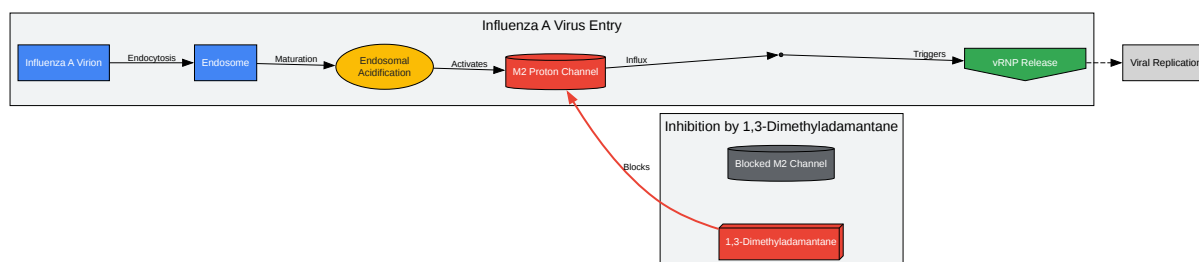 Influenza A Virus Entry
Influenza A Virion
Endocytosis
Endosome
Maturation
Endosomal
Acidification
Activates
M2 Proton Channel
Influx
Triggers
vRNP Release
Viral Replication
Inhibition by 1,3-Dimethyladamantane
Blocked M2 Channel
Blocks
1,3-Dimethyladamantane